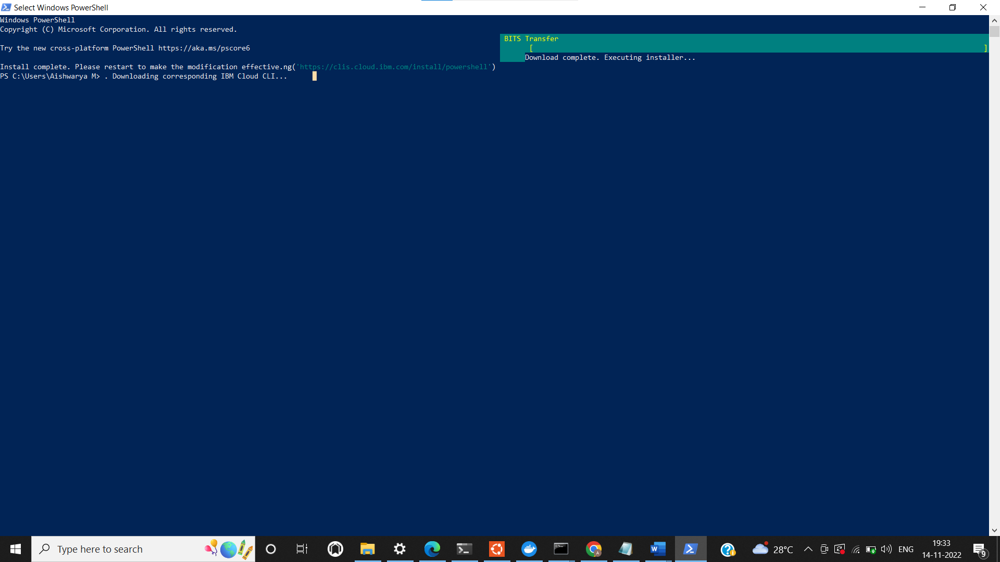 Select Windows PowerShell
Windows PowerShell
Copyright (C) Microsoft Corporation. All rights reserved.
Try the new cross-platform PowerShell https://aka.ms/pscore6
Install complete. Please restart to make the modification effective.ng('https://clis.cloud.ibm.com/install/powershell')
PS C:\Users\Aishwarya M> . Downloading corresponding IBM Cloud CLI...
BITS Transfer
[ ]
Download complete. Executing installer...
Type here to search
28°C
ENG
19:33
14-11-2022
9